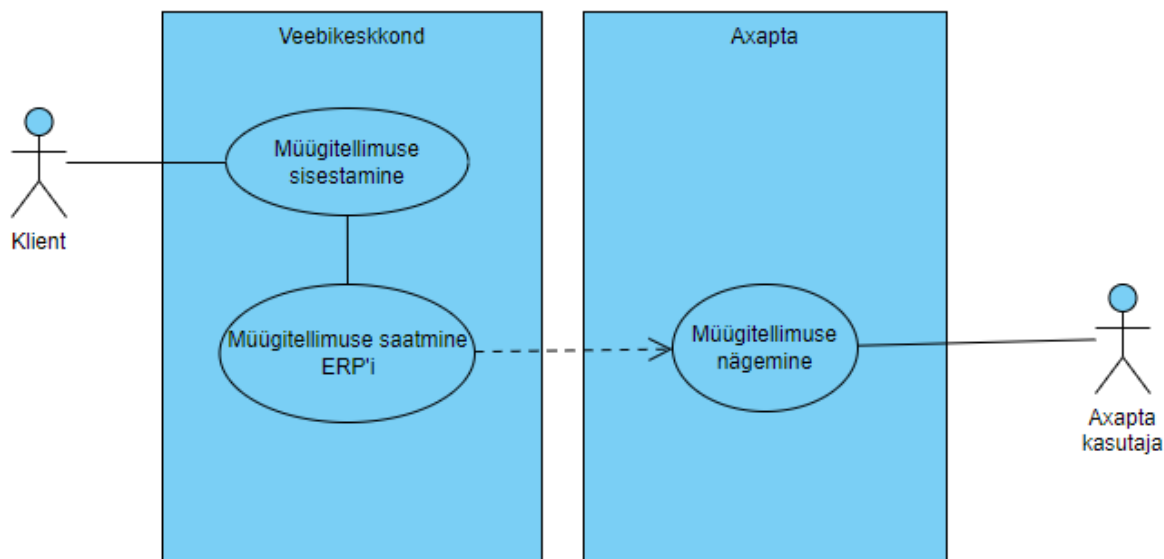 Veebikeskkond
Axapta
Müügitellimuse
sisestamine
Klient
Müügitellimuse saatmine
ERP'i
Müügitellimuse
nägemine
Axapta
kasutaja